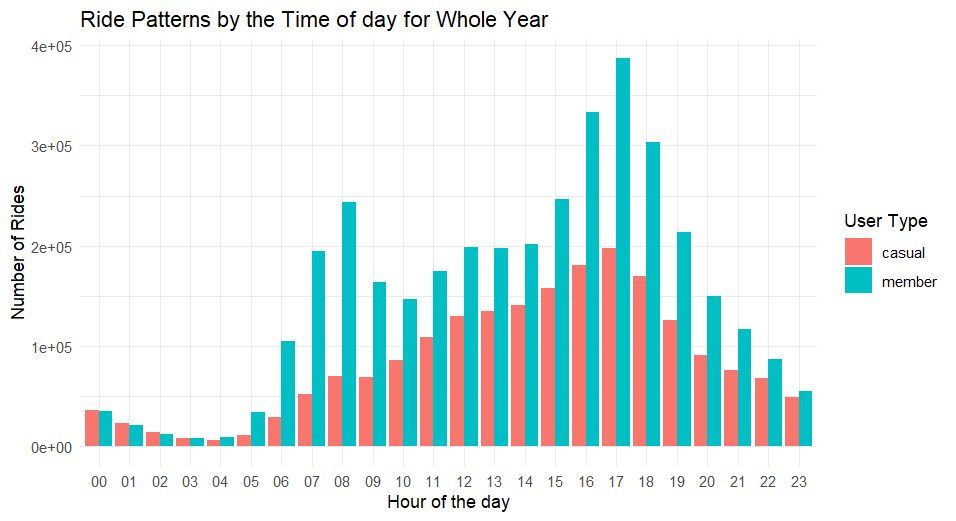 Ride Patterns by the Time of day for Whole Year
4e+05
3e+05
2e+05
1e+05
0e+00
Number of Rides
00 01 02 03 04 05 06 07 08 09 10 11 12 13 14 15 16 17 18 19 20 21 22 23
Hour of the day
User Type
casual
member